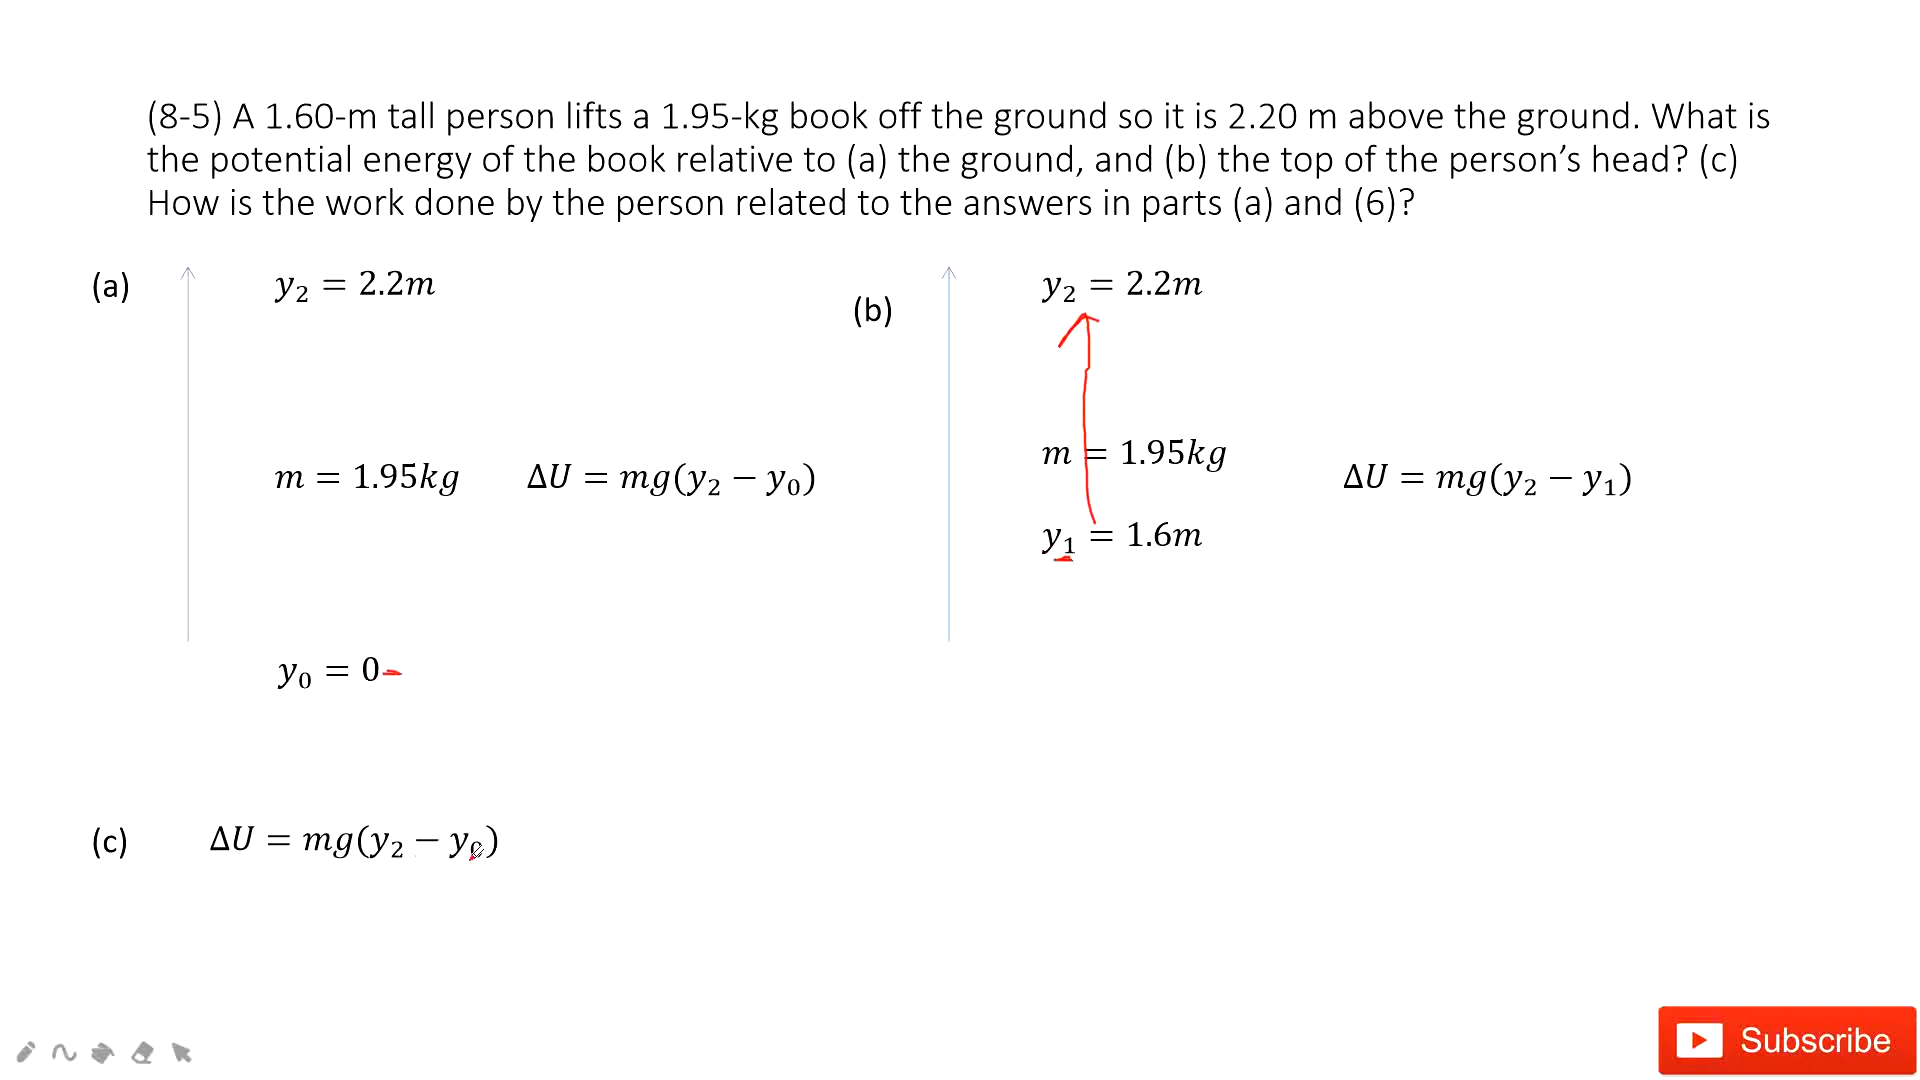 (8-5) A 1.60-m tall person lifts a 1.95-kg book off the ground so it is 2.20 m above the ground. What is
the potential energy of the book relative to (a) the ground, and (b) the top of the person’s head? (c)
How is the work done by the person related to the answers in parts (a) and (6)?
(a)
y₂ = 2.2m
m = 1.95kg
ΔU = mg(y₂ − y₀)
y₀ = 0
(b)
y₂ = 2.2m
m = 1.95kg
y₁ = 1.6m
ΔU = mg(y₂ − y₁)
(c)
ΔU = mg(y₂ − y₀)
Subscribe